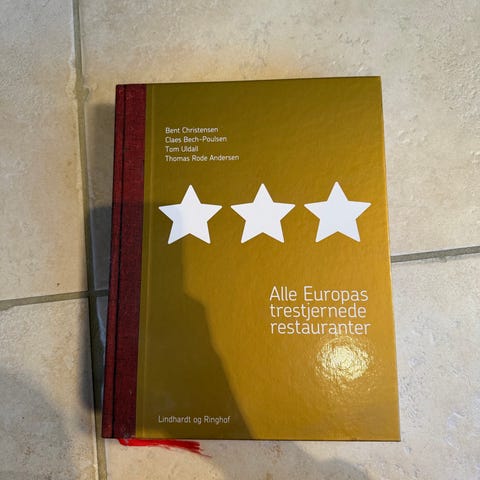 Bent Christensen
Claes Bech-Poulsen
Tom Uldall
Thomas Rode Andersen
Alle Europas
trestjernede
restauranter
Lindhardt og Ringhof